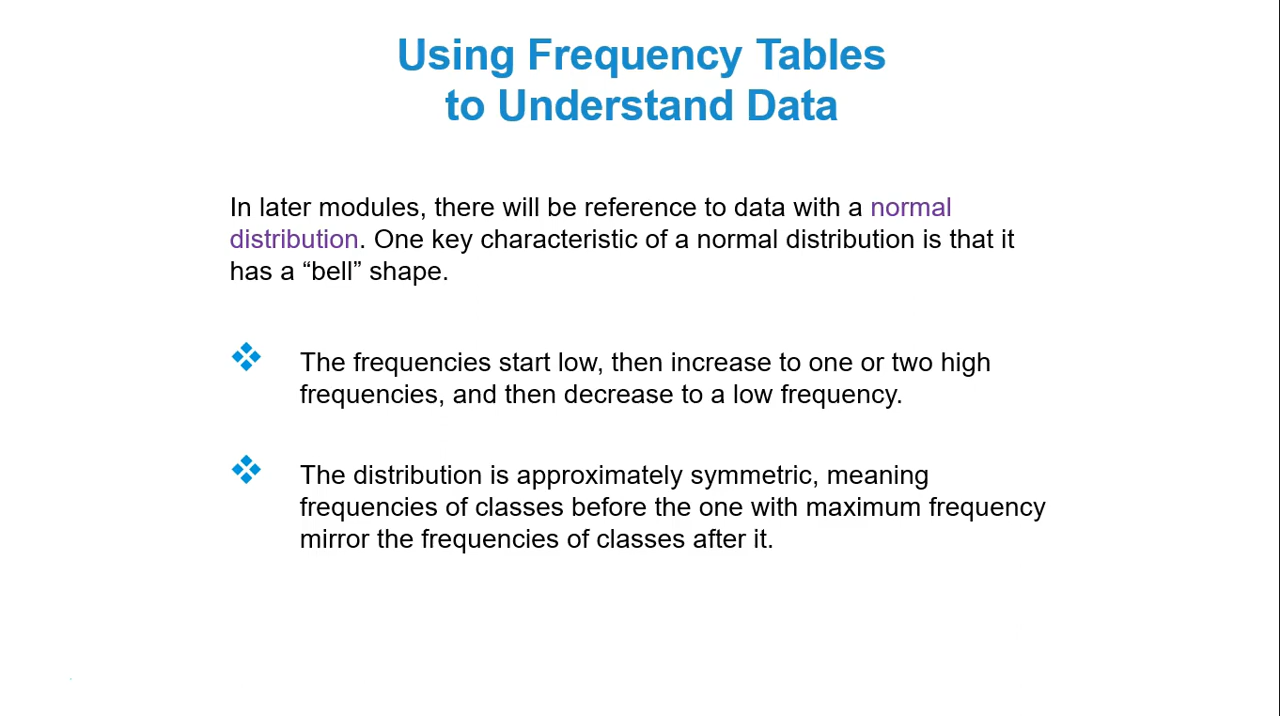 Using Frequency Tables
to Understand Data
In later modules, there will be reference to data with a normal
distribution. One key characteristic of a normal distribution is that it
has a “bell” shape.
The frequencies start low, then increase to one or two high
frequencies, and then decrease to a low frequency.
The distribution is approximately symmetric, meaning
frequencies of classes before the one with maximum frequency
mirror the frequencies of classes after it.